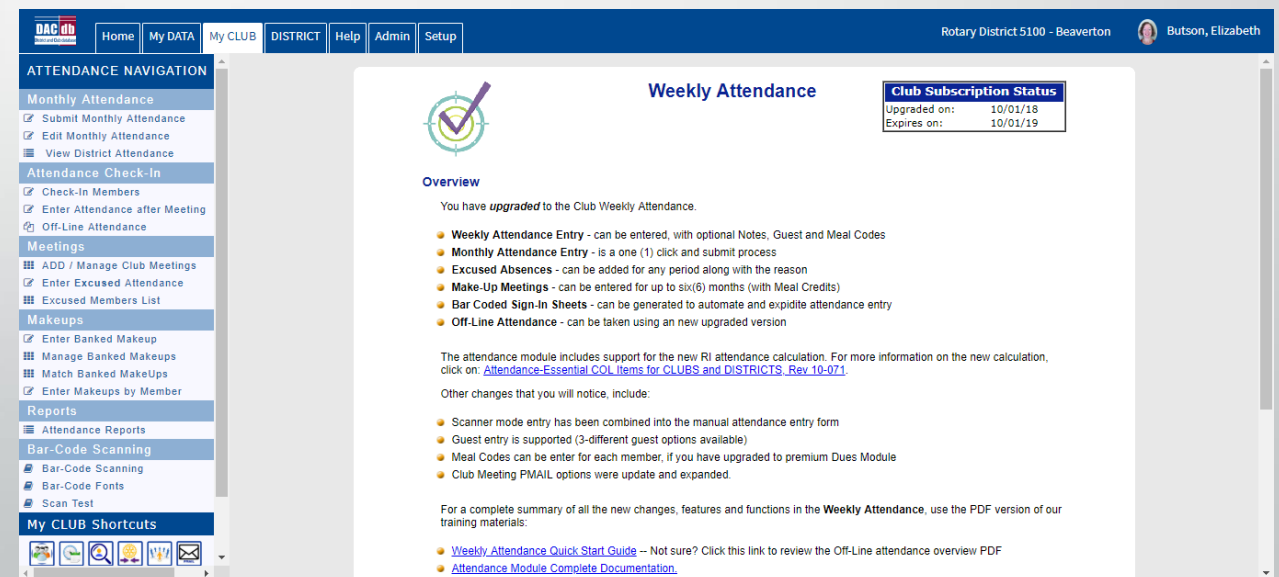 DAC db
District and Club database
Home My DATA My CLUB DISTRICT Help Admin Setup
Rotary District 5100 - Beaverton
Butson, Elizabeth
ATTENDANCE NAVIGATION
Monthly Attendance
Submit Monthly Attendance
Edit Monthly Attendance
View District Attendance
Attendance Check-In
Check-In Members
Enter Attendance after Meeting
Off-Line Attendance
Meetings
ADD / Manage Club Meetings
Enter Excused Attendance
Excused Members List
Makeups
Enter Banked Makeup
Manage Banked Makeups
Match Banked MakeUps
Enter Makeups by Member
Reports
Attendance Reports
Bar-Code Scanning
Bar-Code Scanning
Bar-Code Fonts
Scan Test
My CLUB Shortcuts
Weekly Attendance
Club Subscription Status
Upgraded on: 10/01/18
Expires on: 10/01/19
Overview
You have upgraded to the Club Weekly Attendance.
Weekly Attendance Entry - can be entered, with optional Notes, Guest and Meal Codes
Monthly Attendance Entry - is a one (1) click and submit process
Excused Absences - can be added for any period along with the reason
Make-Up Meetings - can be entered for up to six(6) months (with Meal Credits)
Bar Coded Sign-In Sheets - can be generated to automate and expidite attendance entry
Off-Line Attendance - can be taken using an new upgraded version
The attendance module includes support for the new RI attendance calculation. For more information on the new calculation,
click on: Attendance-Essential COL Items for CLUBS and DISTRICTS, Rev 10-071.
Other changes that you will notice, include:
Scanner mode entry has been combined into the manual attendance entry form
Guest entry is supported (3-different guest options available)
Meal Codes can be enter for each member, if you have upgraded to premium Dues Module
Club Meeting PMAIL options were update and expanded.
For a complete summary of all the new changes, features and functions in the Weekly Attendance, use the PDF version of our
training materials:
Weekly Attendance Quick Start Guide -- Not sure? Click this link to review the Off-Line attendance overview PDF
Attendance Module Complete Documentation.